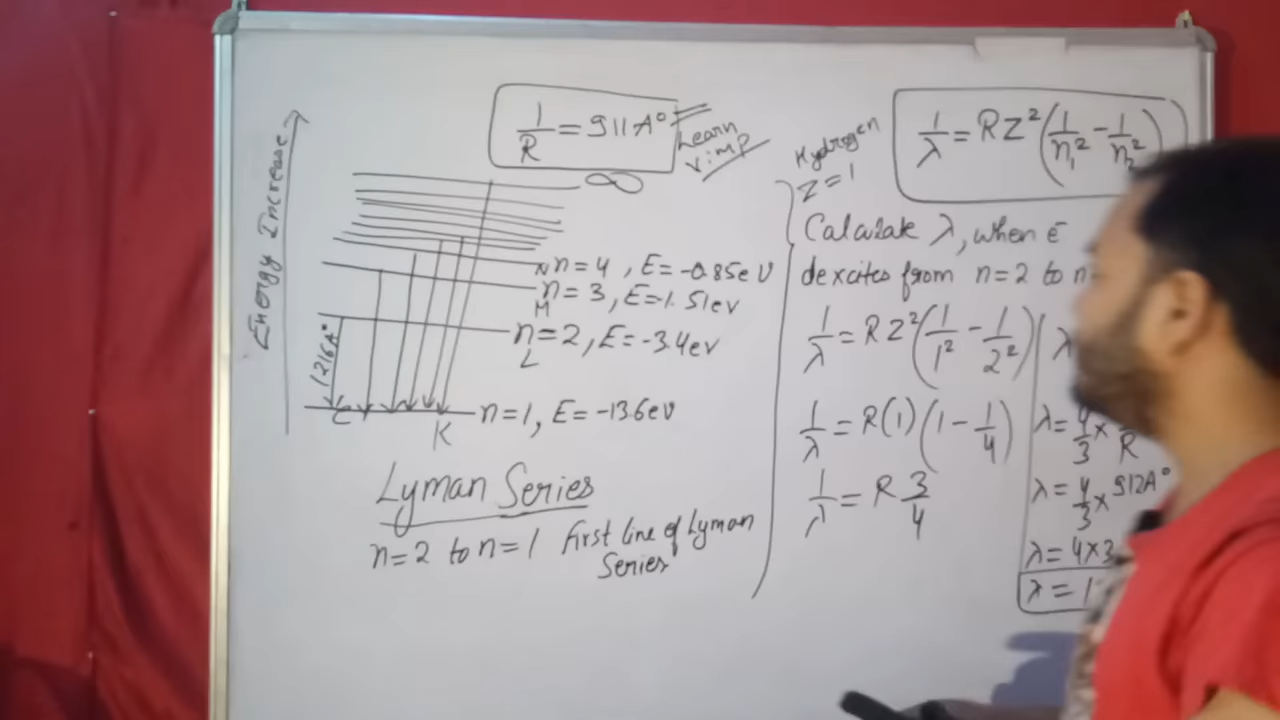 Energy Increase
1/R = 911A°
Learn
v.imp
∞
N n=4, E=-0.85eV
n=3, E=1.51ev
M
n=2, E=-3.4ev
L
1216A°
n=1, E=-13.6eV
K
Lyman Series
n=2 to n=1 First line of Lyman
Series
Hydrogen
Z=1
1/λ = RZ²(1/n₁² - 1/n₂²)
Calculate λ, when e⁻
dexcites from n=2 to n
1/λ = RZ²(1/1² - 1/2²)
1/λ = R(1)(1 - 1/4)
1/λ = R 3/4
λ
λ = 4/3 × /R
λ = 4/3 × 912A°
λ = 4×3
λ = 1